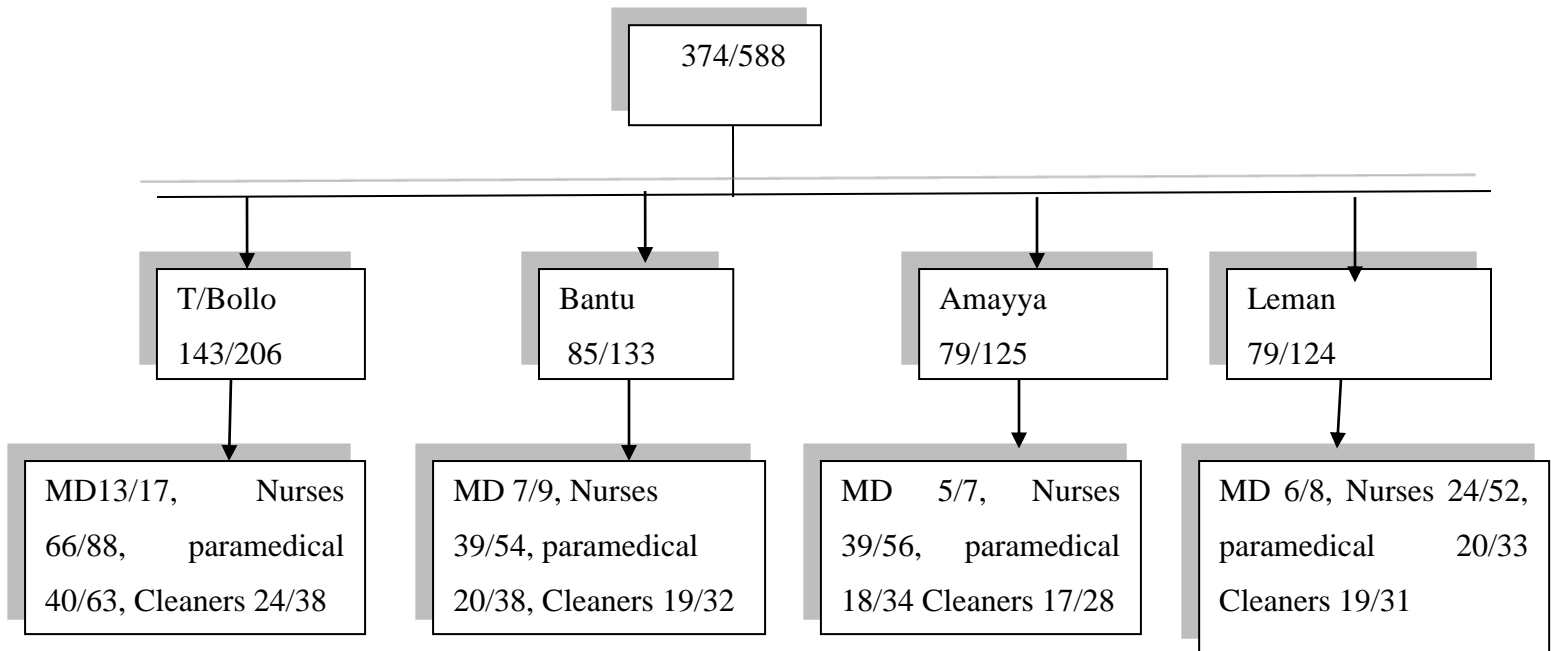 374/588
T/Bollo
143/206
Bantu
85/133
Amayya
79/125
Leman
79/124
MD13/17, Nurses
66/88, paramedical
40/63, Cleaners 24/38
MD 7/9, Nurses
39/54, paramedical
20/38, Cleaners 19/32
MD 5/7, Nurses
39/56, paramedical
18/34 Cleaners 17/28
MD 6/8, Nurses 24/52,
paramedical 20/33
Cleaners 19/31